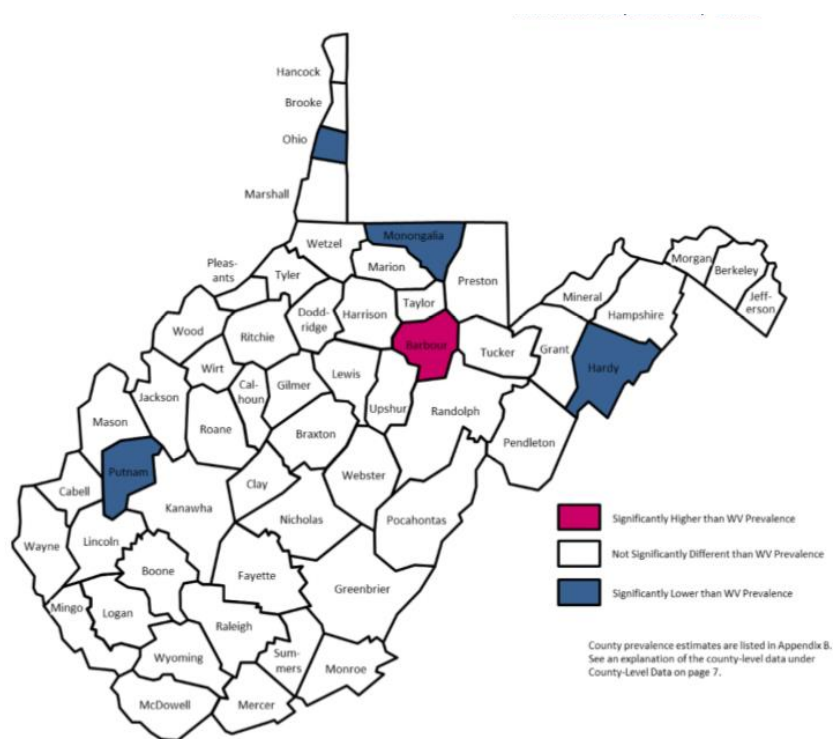 Hancock
Brooke
Ohio
Marshall
Wetzel
Monongalia
Marion
Preston
Pleas-
ants
Tyler
Taylor
Morgan
Berkeley
Jeff-
erson
Mineral
Hampshire
Wood
Ritchie
Dodd-
ridge
Harrison
Barbour
Tucker
Grant
Hardy
Wirt
Cal-
houn
Gilmer
Lewis
Upshur
Randolph
Jackson
Mason
Roane
Braxton
Pendleton
Putnam
Cabell
Kanawha
Clay
Webster
Nicholas
Pocahontas
Wayne
Lincoln
Boone
Fayette
Greenbrier
Mingo
Logan
Raleigh
Wyoming
Sum-
mers
Monroe
McDowell
Mercer
Significantly Higher than WV Prevalence
Not Significantly Different than WV Prevalence
Significantly Lower than WV Prevalence
County prevalence estimates are listed in Appendix B.
See an explanation of the county-level data under
County-Level Data on page 7.